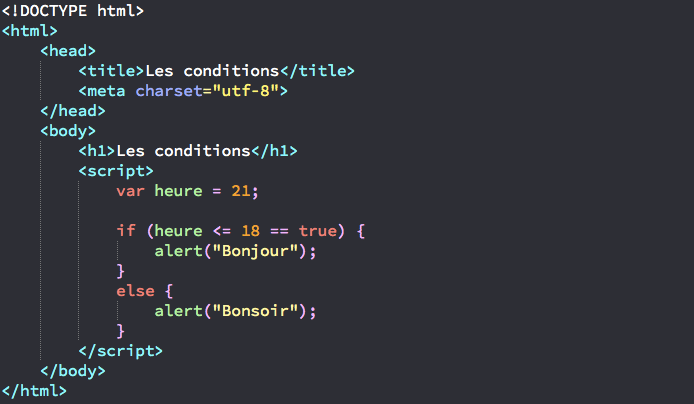 <!DOCTYPE html>
<html>
    <head>
        <title>Les conditions</title>
        <meta charset="utf-8">
    </head>
    <body>
        <h1>Les conditions</h1>
        <script>
            var heure = 21;

            if (heure <= 18 == true) {
                alert("Bonjour");
            }
            else {
                alert("Bonsoir");
            }
        </script>
    </body>
</html>